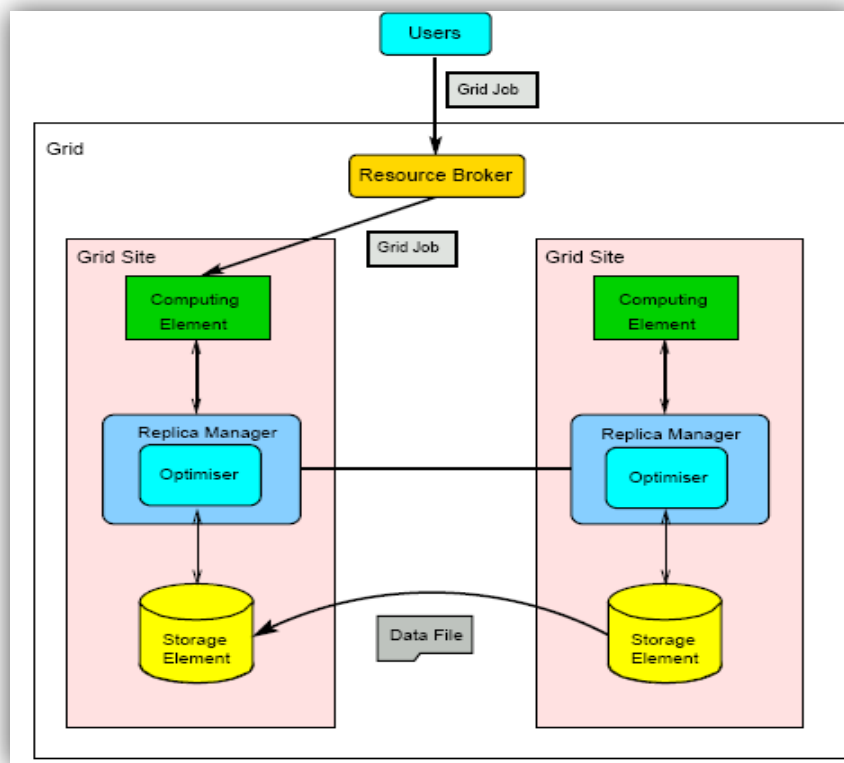 Users
Grid Job
Grid
Resource Broker
Grid Job
Grid Site
Grid Site
Computing
Element
Computing
Element
Replica Manager
Optimiser
Replica Manager
Optimiser
Data File
Storage
Element
Storage
Element